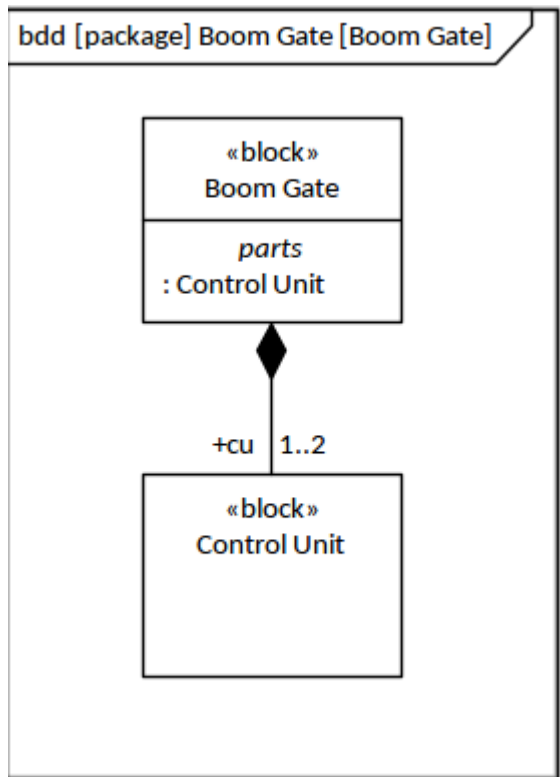 bdd [package] Boom Gate [Boom Gate]
«block»
Boom Gate
parts
: Control Unit
+cu 1..2
«block»
Control Unit